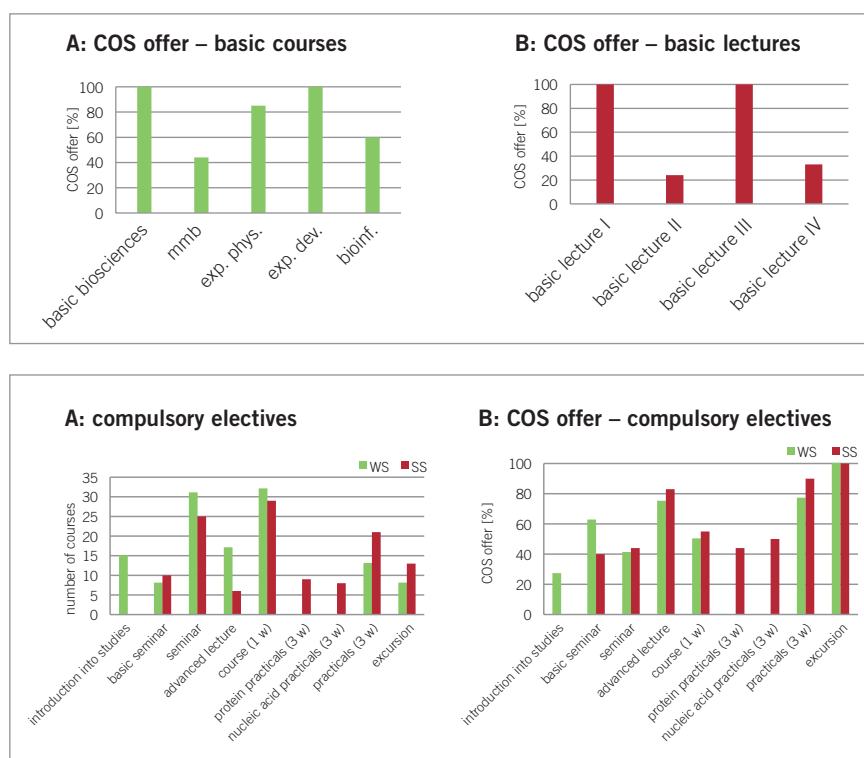 A: COS offer – basic courses
COS offer [%]
100
80
60
40
20
0
basic biosciences
mmb
exp. phys.
exp. dev.
bioinf.
B: COS offer – basic lectures
COS offer [%]
100
80
60
40
20
0
basic lecture I
basic lecture II
basic lecture III
basic lecture IV
A: compulsory electives
WS SS
number of courses
35
30
25
20
15
10
5
0
introduction into studies
basic seminar
seminar
advanced lecture
course (1 w)
protein practicals (3 w)
nucleic acid practicals (3 w)
practicals (3 w)
excursion
B: COS offer – compulsory electives
WS SS
COS offer [%]
100
80
60
40
20
0
introduction into studies
basic seminar
seminar
advanced lecture
course (1 w)
protein practicals (3 w)
nucleic acid practicals (3 w)
practicals (3 w)
excursion